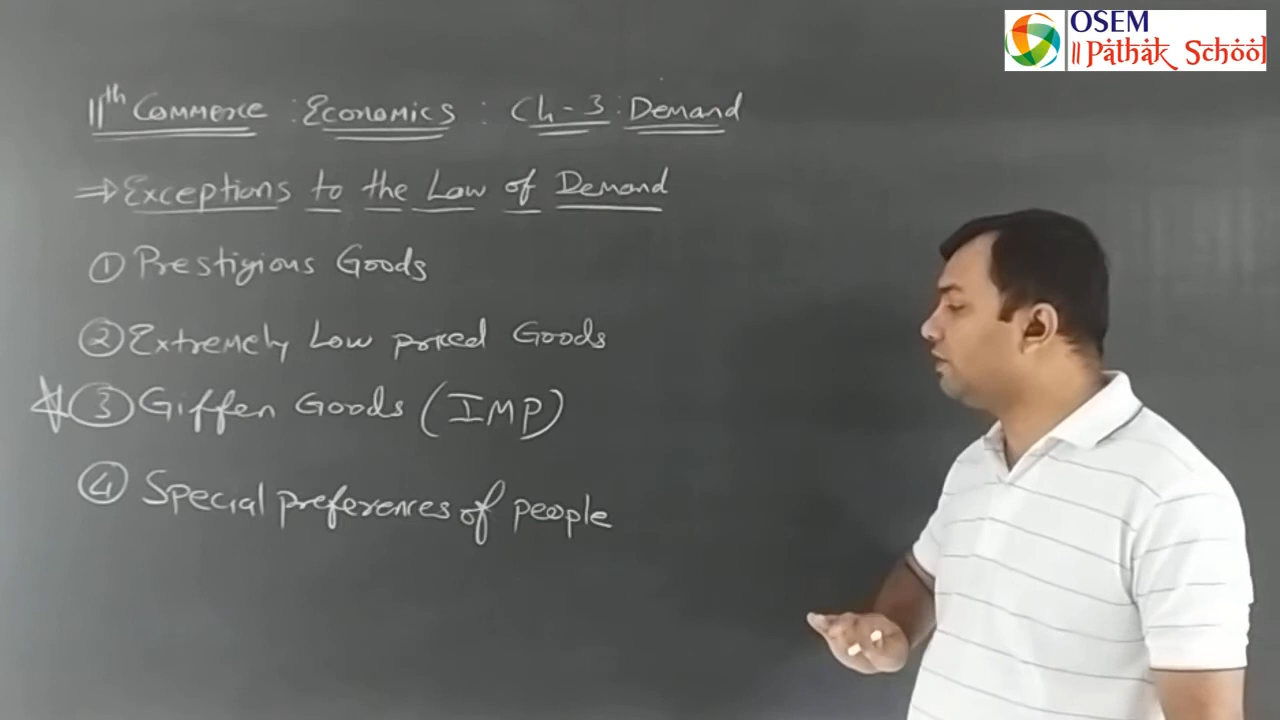 OSEM
॥Pathak School
11th Commerce : Economics : Ch-3 : Demand
⇒ Exceptions to the Law of Demand
① Prestigious Goods
② Extremely Low priced Goods
③ Giffen Goods (IMP)
④ Special preferences of people